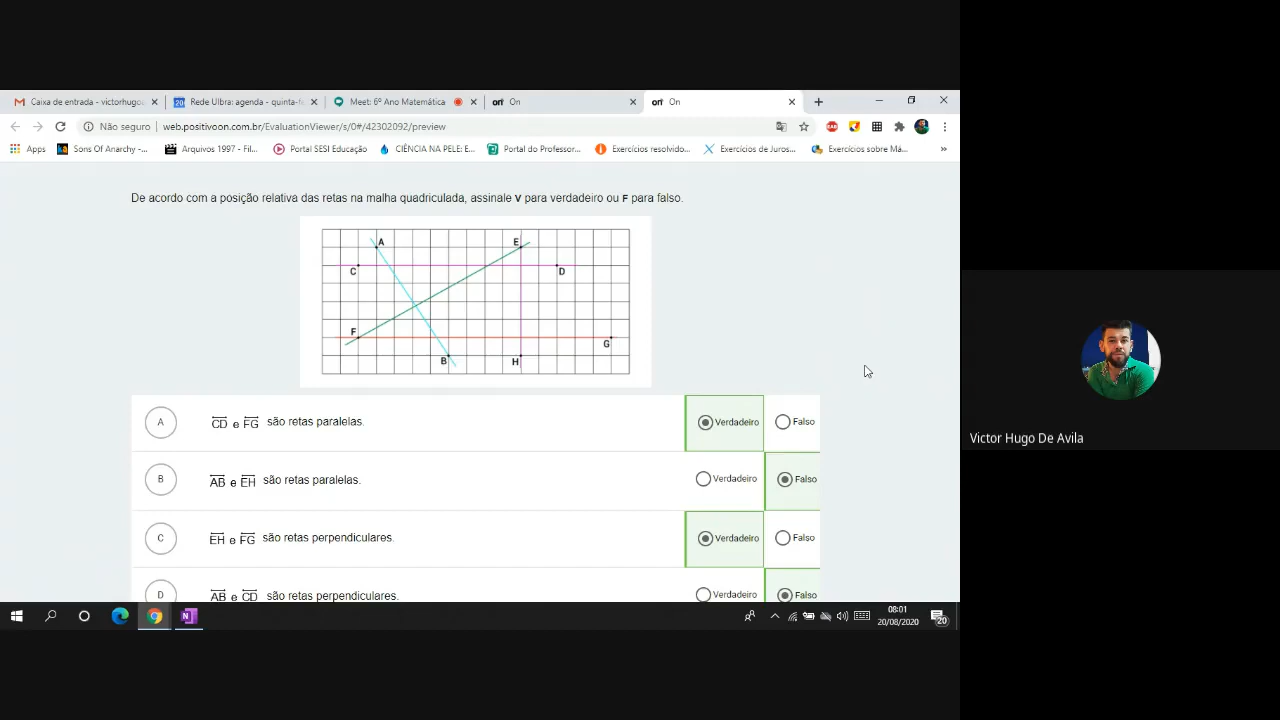 Caixa de entrada - victorhugo
Rede Ulbra: agenda - quinta-f
Meet: 6º Ano Matemática
on
On
on
On
Não seguro
web.positivoon.com.br/EvaluationViewer/s/0#/42302092/preview
Apps
Sons Of Anarchy -...
Arquivos 1997 - Fil...
Portal SESI Educação
CIÊNCIA NA PELE: E...
Portal do Professor...
Exercícios resolvido...
Exercícios de Juros...
Exercícios sobre Má...
»
De acordo com a posição relativa das retas na malha quadriculada, assinale V para verdadeiro ou F para falso.
A
E
C
D
F
G
B
H
A CD e FG são retas paralelas. Verdadeiro Falso
B AB e EH são retas paralelas. Verdadeiro Falso
C EH e FG são retas perpendiculares. Verdadeiro Falso
D AB e CD são retas perpendiculares. Verdadeiro Falso
Victor Hugo De Avila
08:01
20/08/2020
20